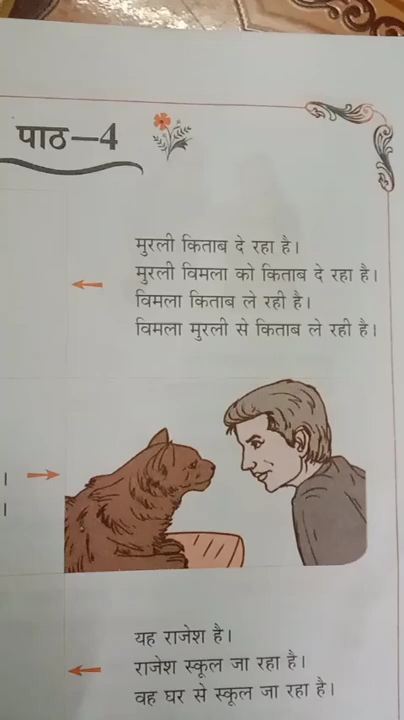 पाठ—4
मुरली किताब दे रहा है।
मुरली विमला को किताब दे रहा है।
विमला किताब ले रही है।
विमला मुरली से किताब ले रही है।
।
।
यह राजेश है।
राजेश स्कूल जा रहा है।
वह घर से स्कूल जा रहा है।